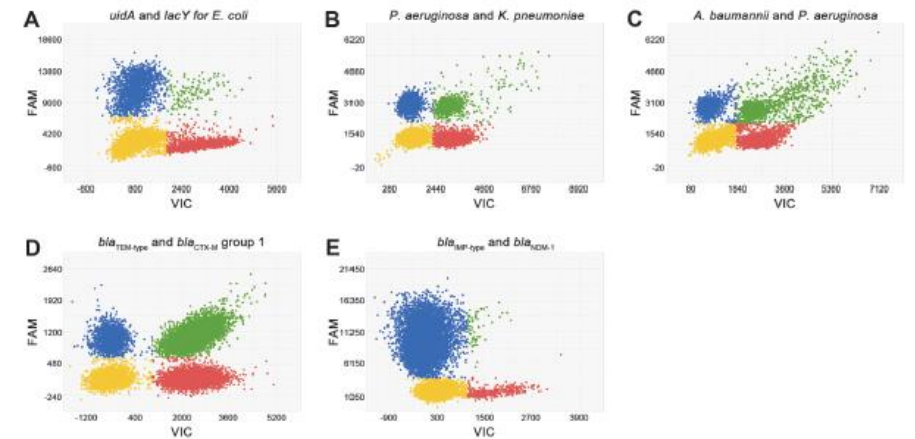 A
uidA and lacY for E. coli
FAM
18600
13800
9000
4200
-600
-800
800
2400
4000
5600
VIC
B
P. aeruginosa and K. pneumoniae
FAM
6220
4660
3100
1540
-20
280
2440
4600
6760
8920
VIC
C
A. baumannii and P. aeruginosa
FAM
6220
4660
3100
1540
-20
80
1840
3600
5360
7120
VIC
D
blaTEM-type and blaCTX-M group 1
FAM
2640
1920
1200
480
-240
-1200
400
2000
3600
5200
VIC
E
blaIMP-type and blaNDM-1
FAM
21450
16350
11250
6150
1050
-900
300
1500
2700
3900
VIC